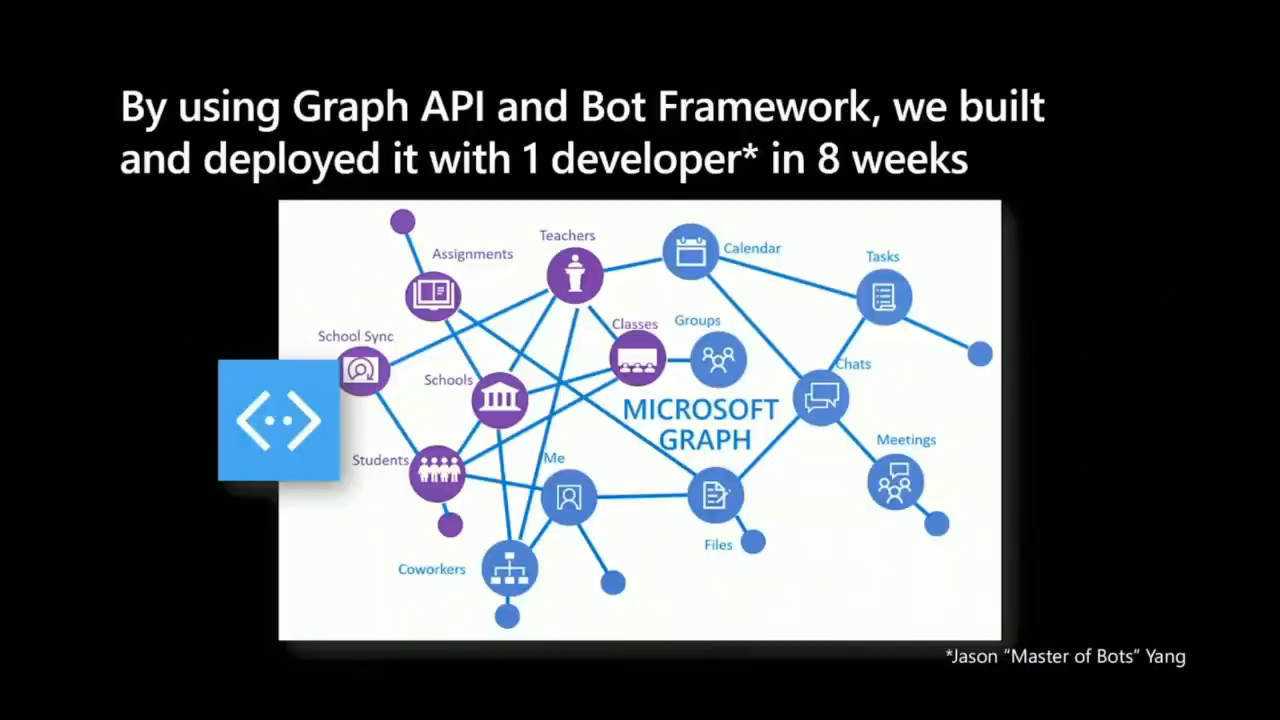 By using Graph API and Bot Framework, we built
and deployed it with 1 developer* in 8 weeks
Teachers
Assignments
Calendar
Tasks
Classes
Groups
School Sync
Chats
Schools
MICROSOFT
GRAPH
Meetings
Students
Me
Files
Coworkers
*Jason "Master of Bots" Yang